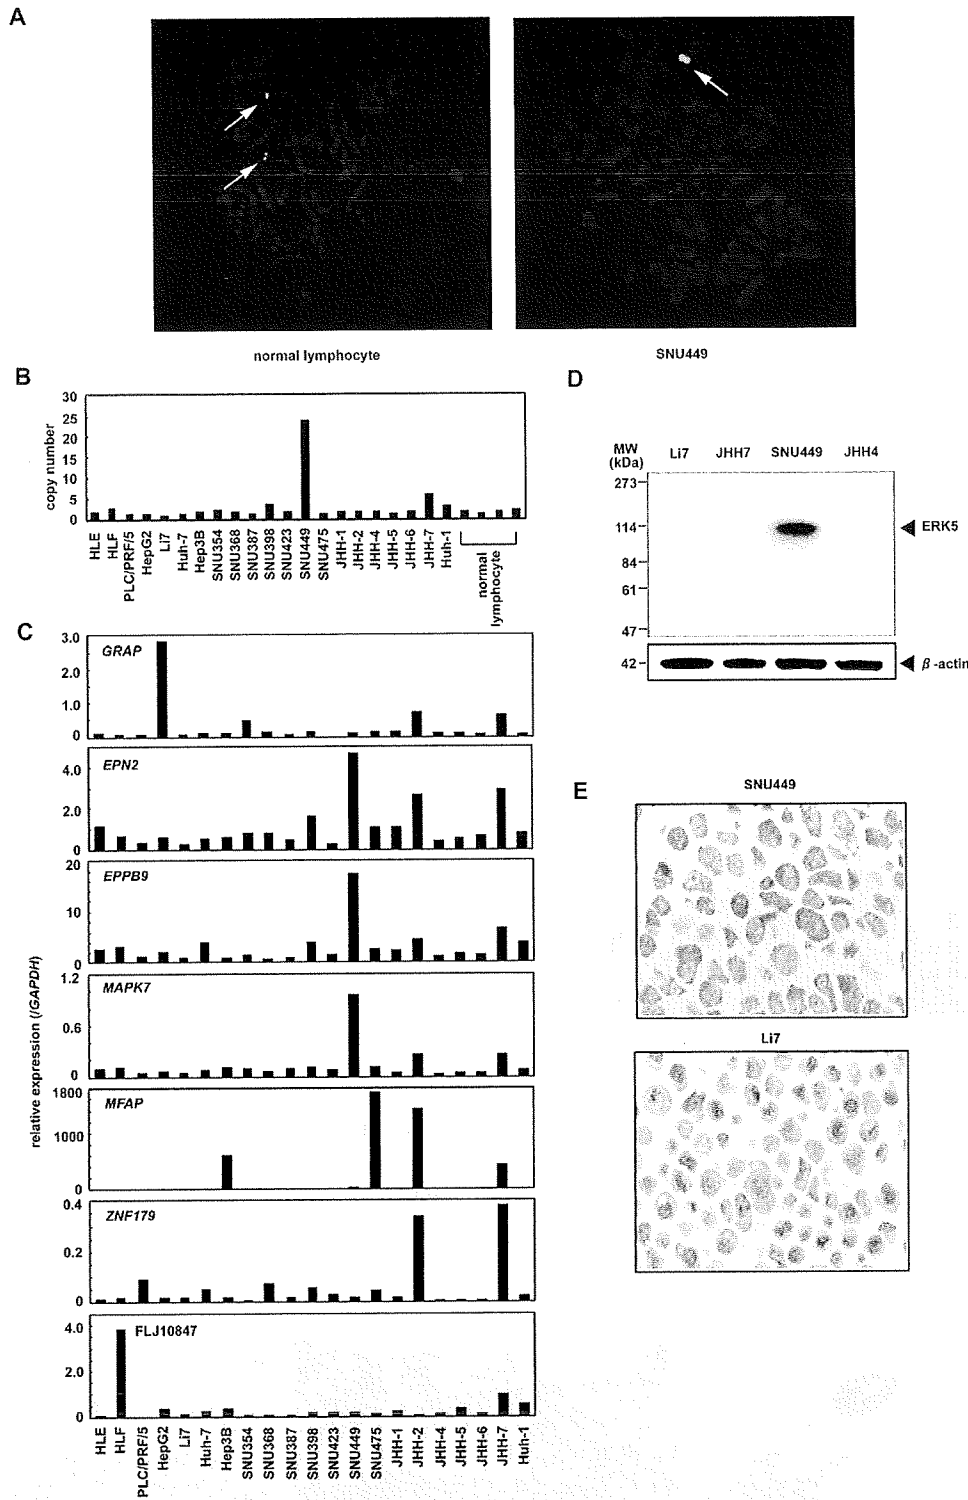 A
normal lymphocyte
SNU449
B
copy number
30
25
20
15
10
5
0
HLE
HLF
PLC/PRF/5
HepG2
Li7
Huh-7
Hep3B
SNU354
SNU368
SNU387
SNU398
SNU423
SNU449
SNU475
JHH-1
JHH-2
JHH-4
JHH-5
JHH-6
JHH-7
Huh-1
normal
lymphocyte
C
relative expression (/GAPDH)
GRAP
3.0
2.0
1.0
0
EPN2
4.0
2.0
0
EPPB9
20
10
0
MAPK7
1.2
0.6
0
MFAP
1800
1000
0
ZNF179
0.4
0.2
0
FLJ10847
4.0
2.0
0
HLE
HLF
PLC/PRF/5
HepG2
Li7
Huh-7
Hep3B
SNU354
SNU368
SNU387
SNU398
SNU423
SNU449
SNU475
JHH-1
JHH-2
JHH-4
JHH-5
JHH-6
JHH-7
Huh-1
D
MW
(kDa)
Li7 JHH7 SNU449 JHH4
273
114
84
61
47
42
ERK5
β-actin
E
SNU449
Li7